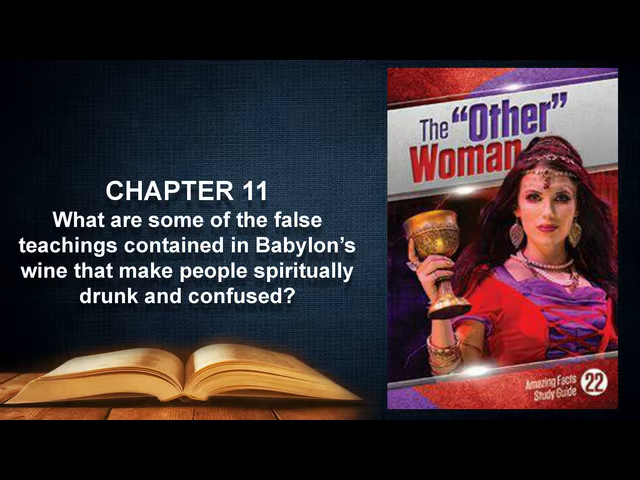 CHAPTER 11
What are some of the false
teachings contained in Babylon’s
wine that make people spiritually
drunk and confused?
The “Other”
Woman
Amazing Facts
Study Guide 22